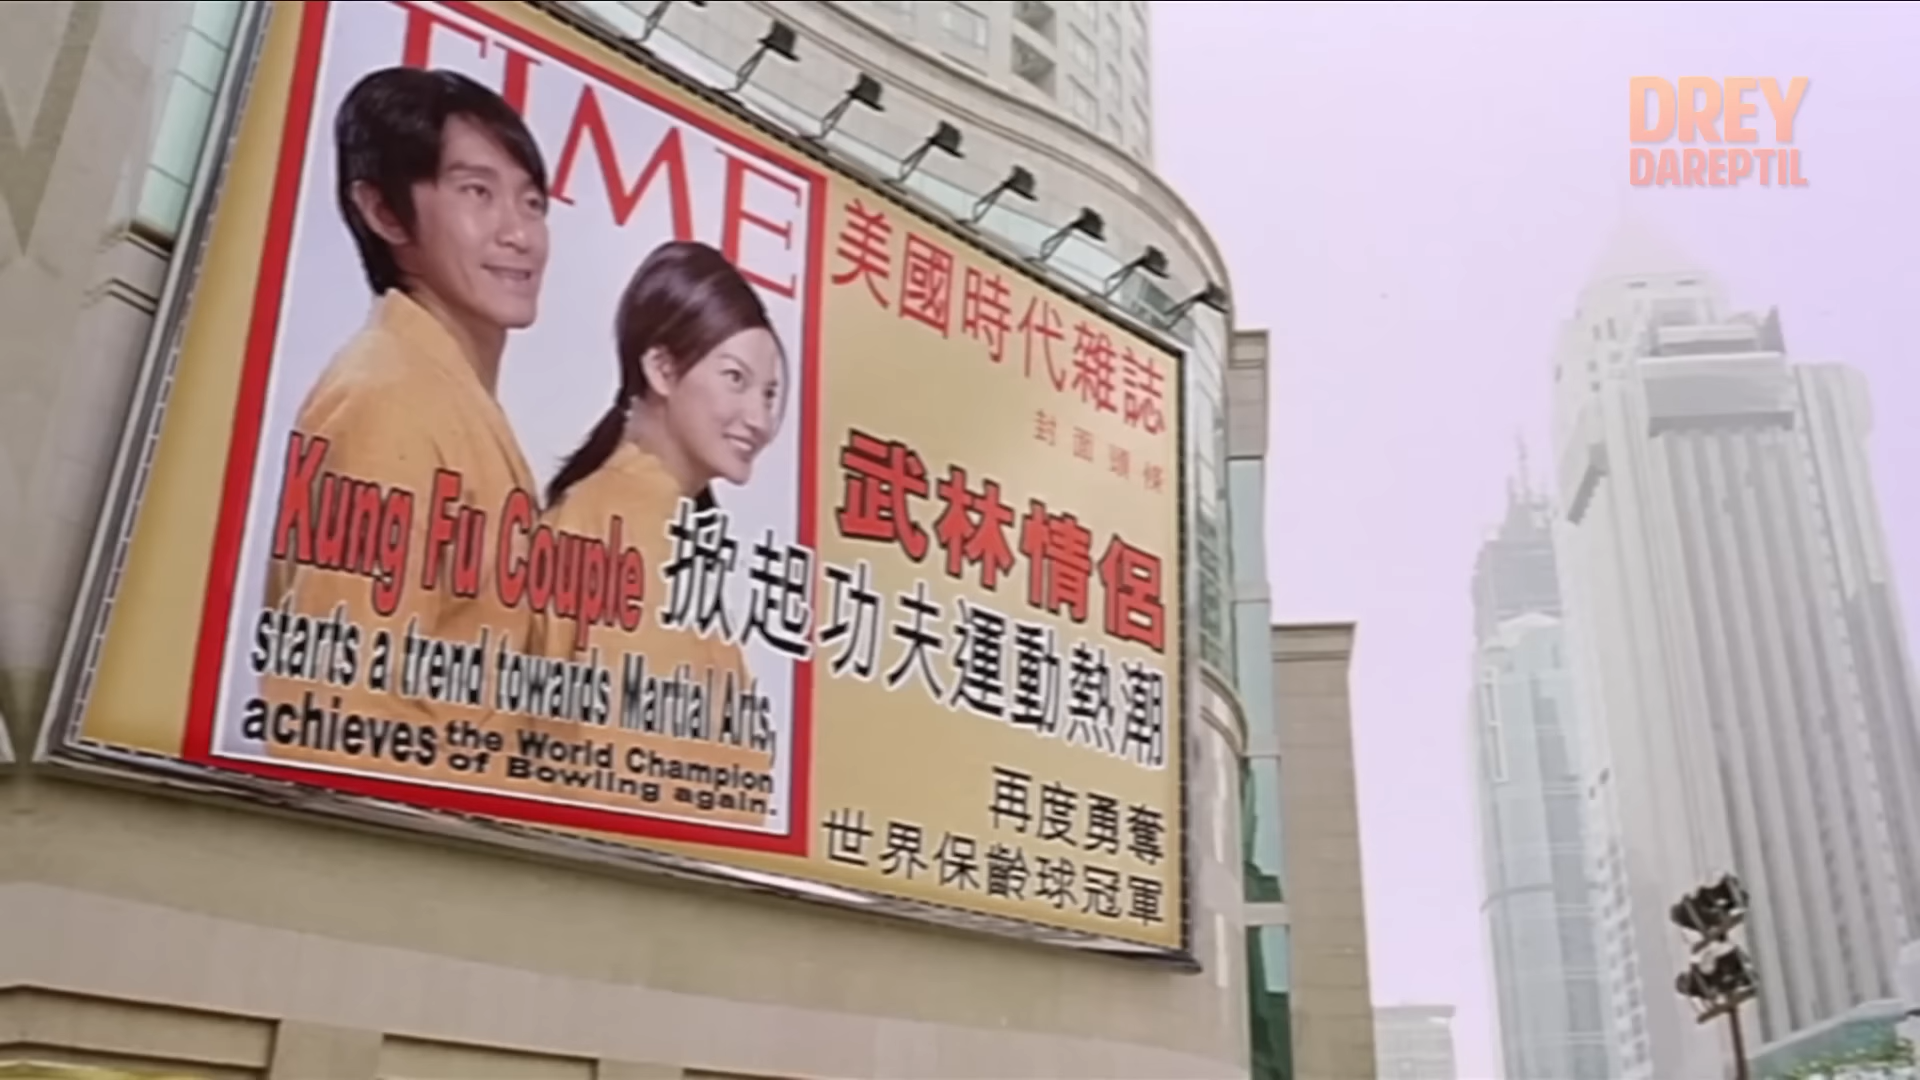 TIME
Kung Fu Couple
starts a trend towards Martial Arts,
achieves the World Champion
of Bowling again.
美國時代雜誌
封面頭條
武林情侶
掀起功夫運動熱潮
再度勇奪
世界保齡球冠軍
DREY
DAREPTIL